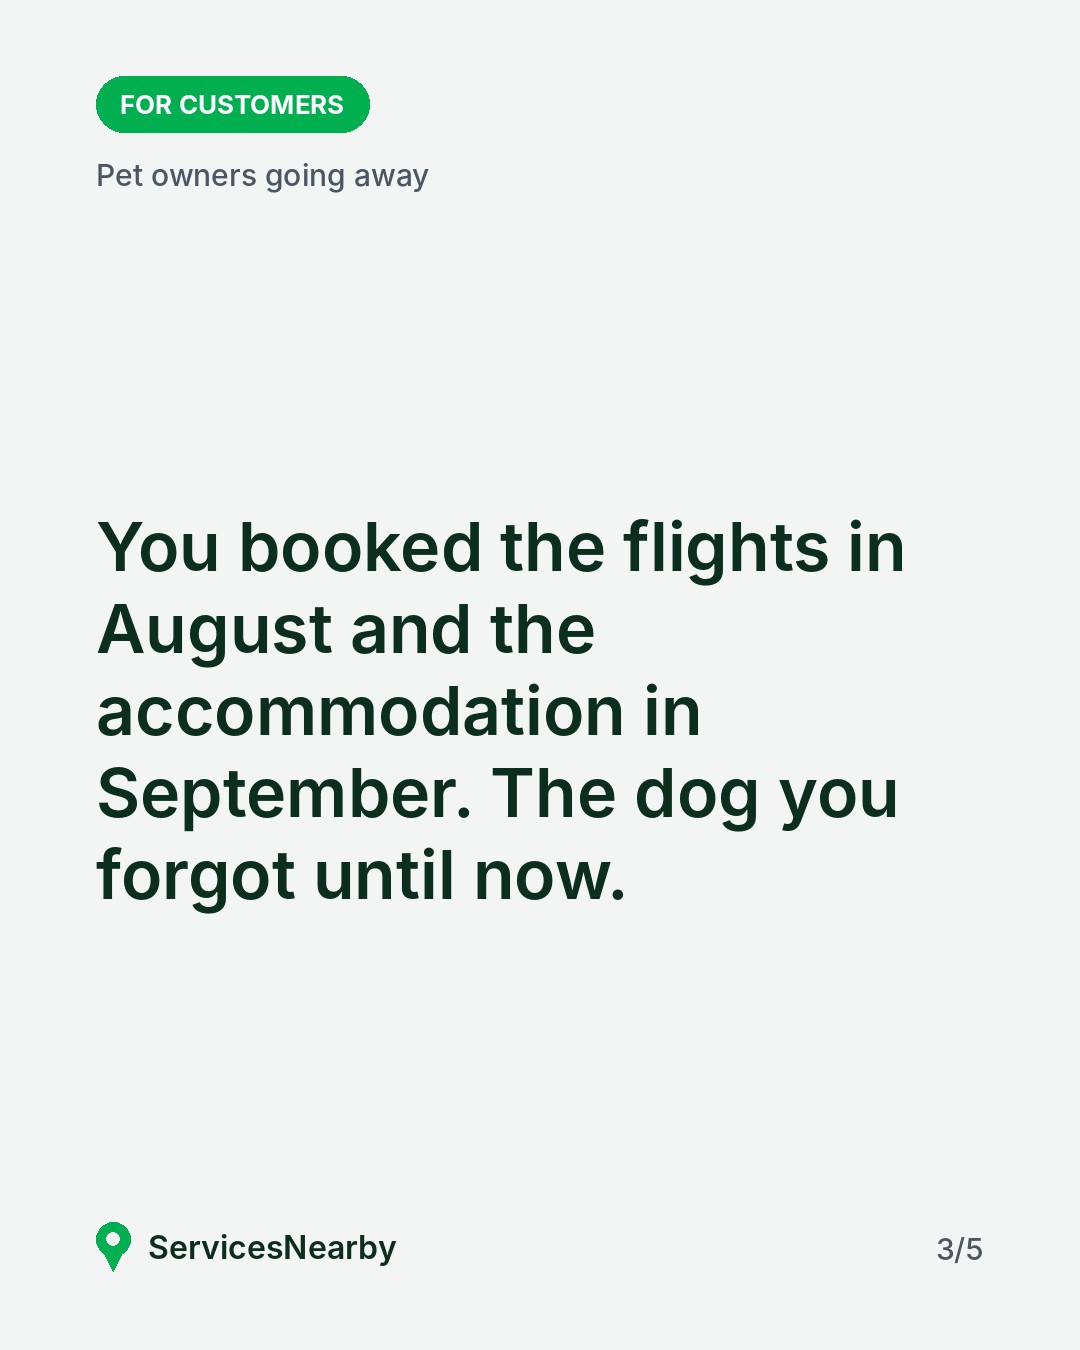 FOR CUSTOMERS
Pet owners going away
You booked the flights in
August and the
accommodation in
September. The dog you
forgot until now.
ServicesNearby
3/5